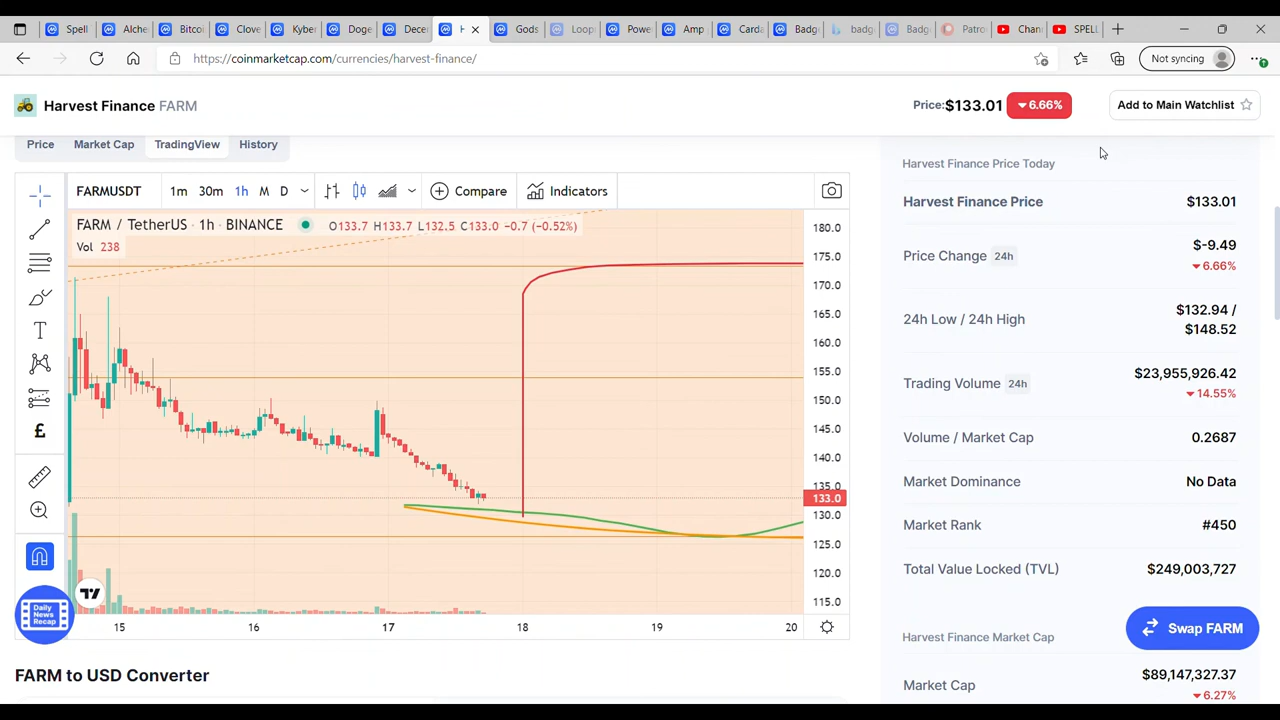 Spell
Alche
Bitco
Clove
Kybe
Doge
Dece
H
Gods
Loop
Powe
Amp
Carda
Badg
badg
Badg
Patro
Chan
SPELL
https://coinmarketcap.com/currencies/harvest-finance/
Not syncing
Harvest Finance FARM
Price:$133.01 6.66%
Add to Main Watchlist
Price Market Cap TradingView History
FARMUSDT 1m 30m 1h M D Compare Indicators
FARM / TetherUS · 1h · BINANCE O133.7 H133.7 L132.5 C133.0 -0.7 (-0.52%)
Vol 238
180.0
175.0
170.0
165.0
160.0
155.0
150.0
145.0
140.0
135.0
133.0
130.0
125.0
120.0
115.0
15 16 17 18 19 20
Daily
News
Recap
FARM to USD Converter
Harvest Finance Price Today
Harvest Finance Price $133.01
Price Change 24h $-9.49
6.66%
24h Low / 24h High $132.94 /
$148.52
Trading Volume 24h $23,955,926.42
14.55%
Volume / Market Cap 0.2687
Market Dominance No Data
Market Rank #450
Total Value Locked (TVL) $249,003,727
Swap FARM
Harvest Finance Market Cap
Market Cap $89,147,327.37
6.27%